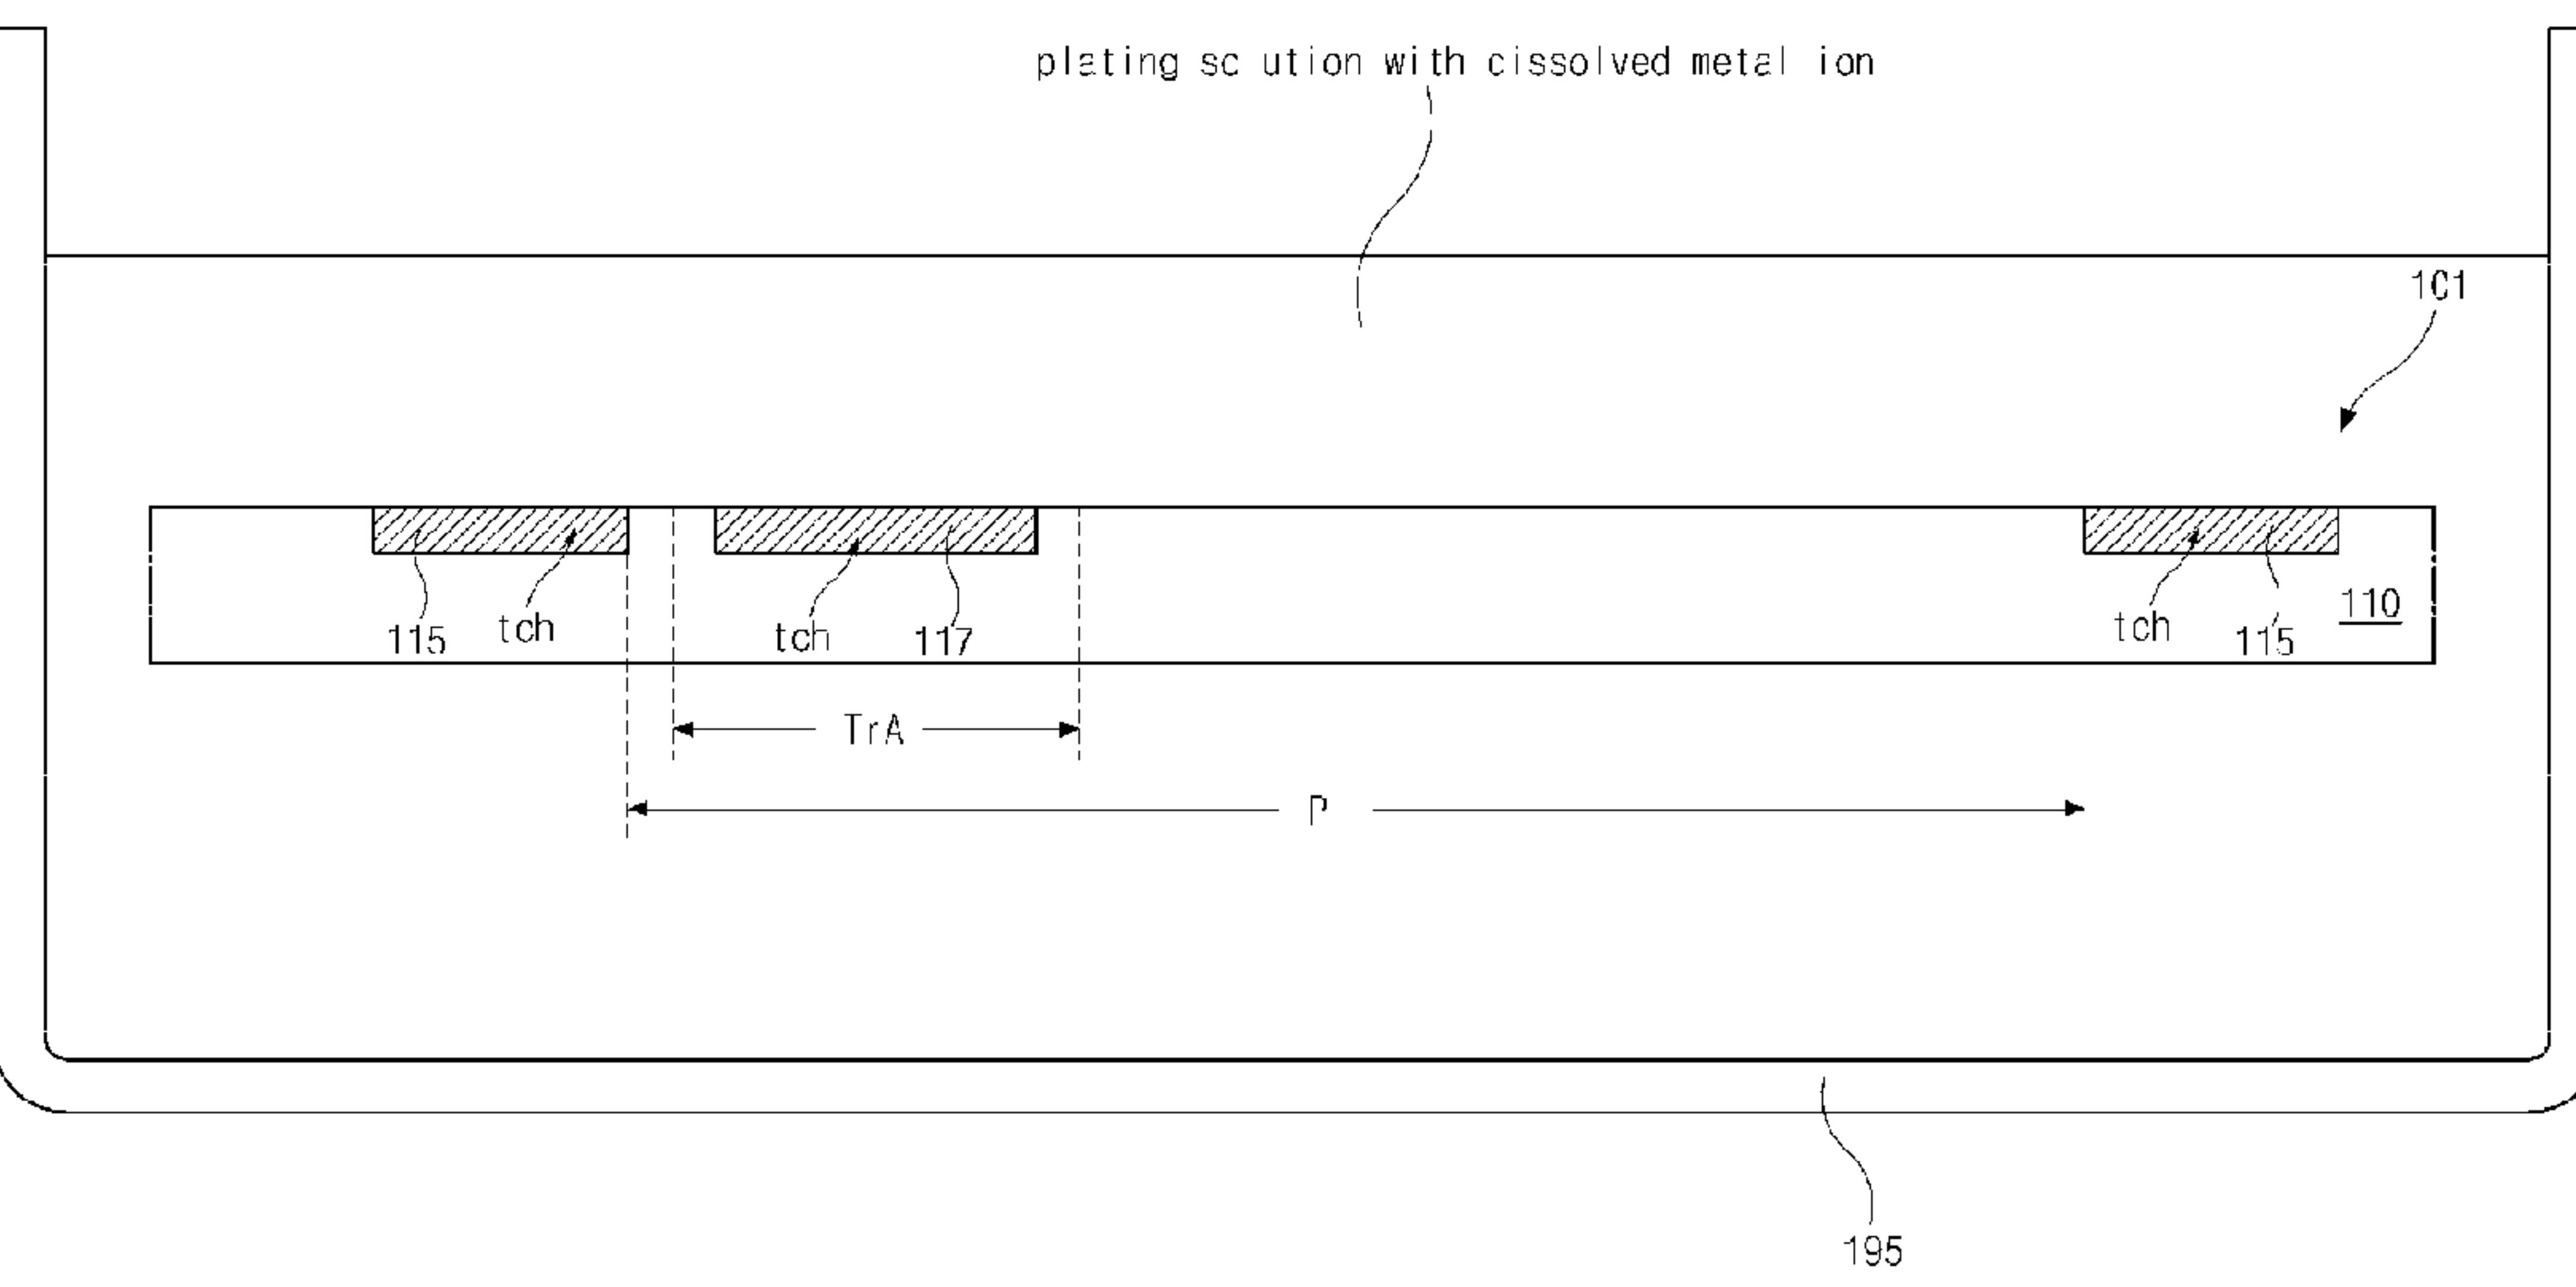 plating sc ution with cissolved metal ion
101
115
tch
tch
117
tch
115
110
TrA
P
195